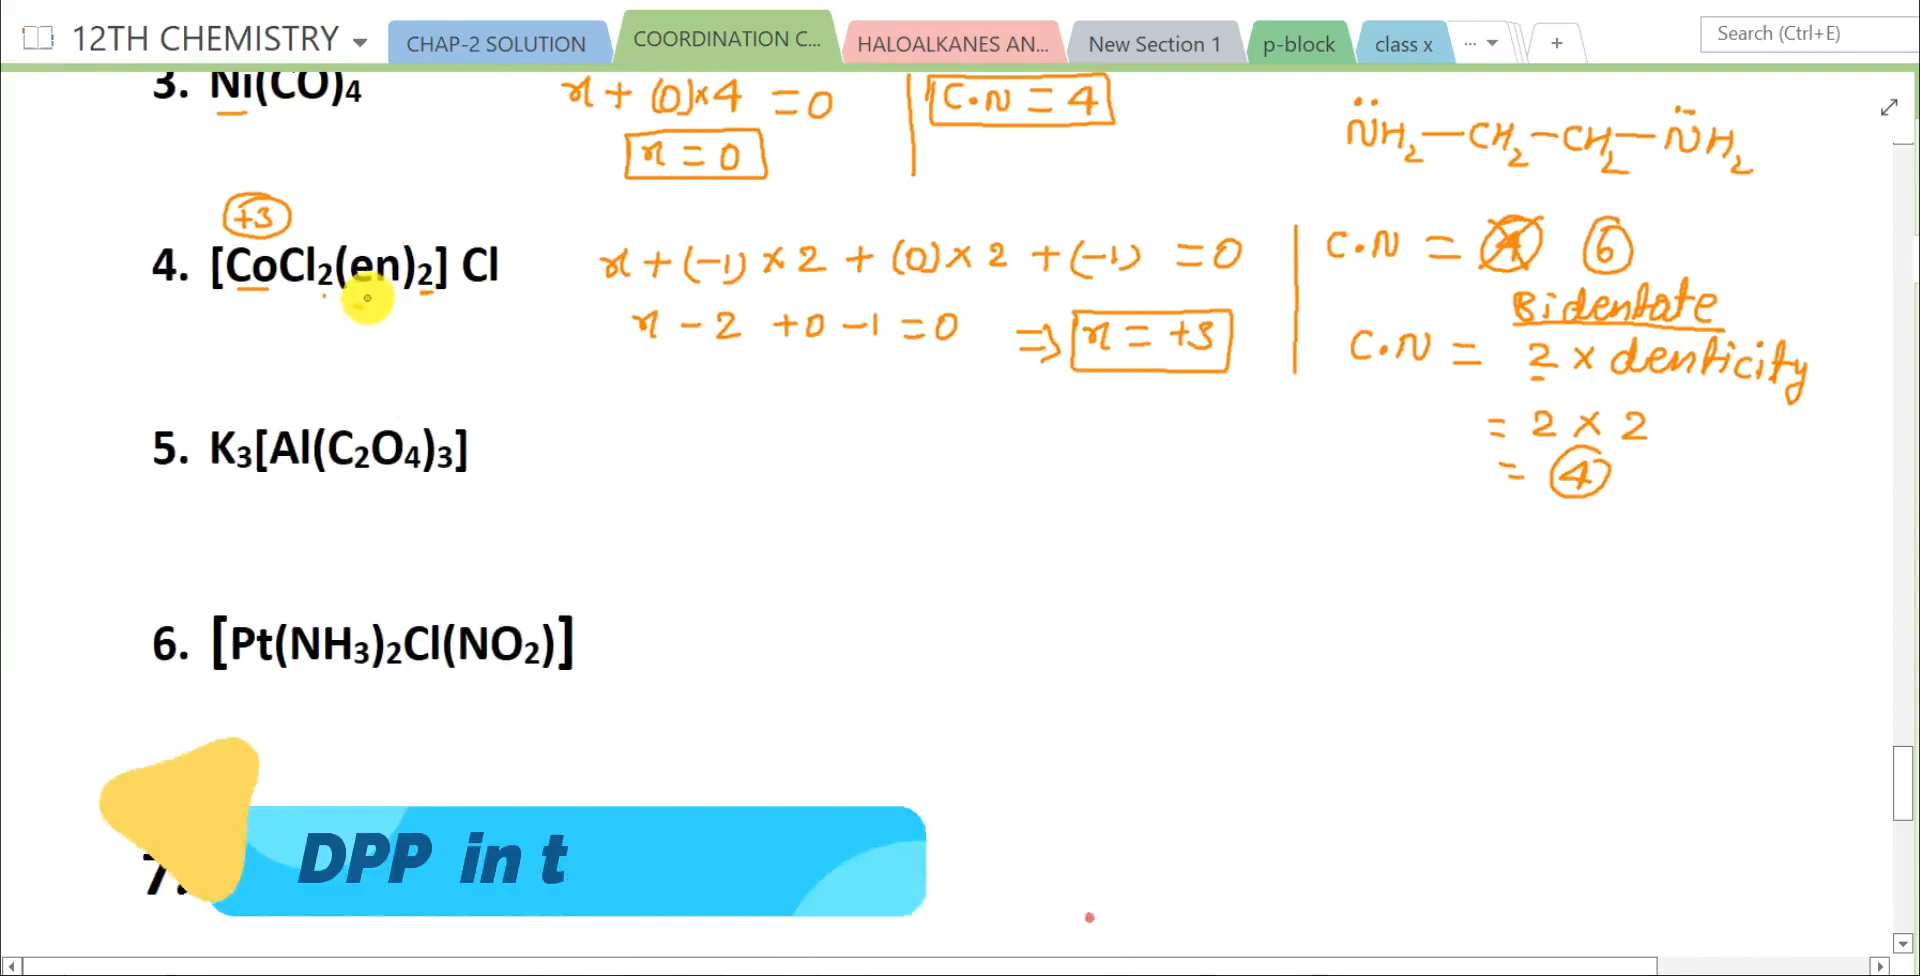 12TH CHEMISTRY
CHAP-2 SOLUTION
COORDINATION C...
HALOALKANES AN...
New Section 1
p-block
class x
...
+
Search (Ctrl+E)
3. Ni(CO)₄
x + (0)×4 = 0
x = 0
C.N = 4
N̈H₂—CH₂—CH₂—N̈H₂
+3
4. [CoCl₂(en)₂] Cl
x + (-1) × 2 + (0) × 2 + (-1) = 0
x - 2 + 0 - 1 = 0 ⇒ x = +3
C.N = 4 6
Bidentate
C.N = 2 × denticity
= 2 × 2
= 4
5. K₃[Al(C₂O₄)₃]
6. [Pt(NH₃)₂Cl(NO₂)]
7.
DPP in t